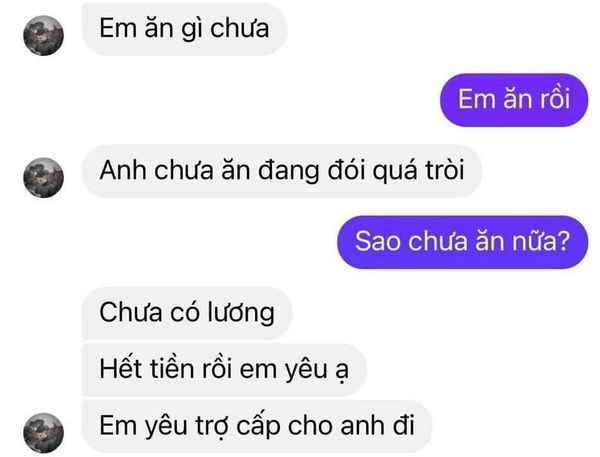 Em ăn gì chưa
Em ăn rồi
Anh chưa ăn đang đói quá tròi
Sao chưa ăn nữa?
Chưa có lương
Hết tiền rồi em yêu ạ
Em yêu trợ cấp cho anh đi